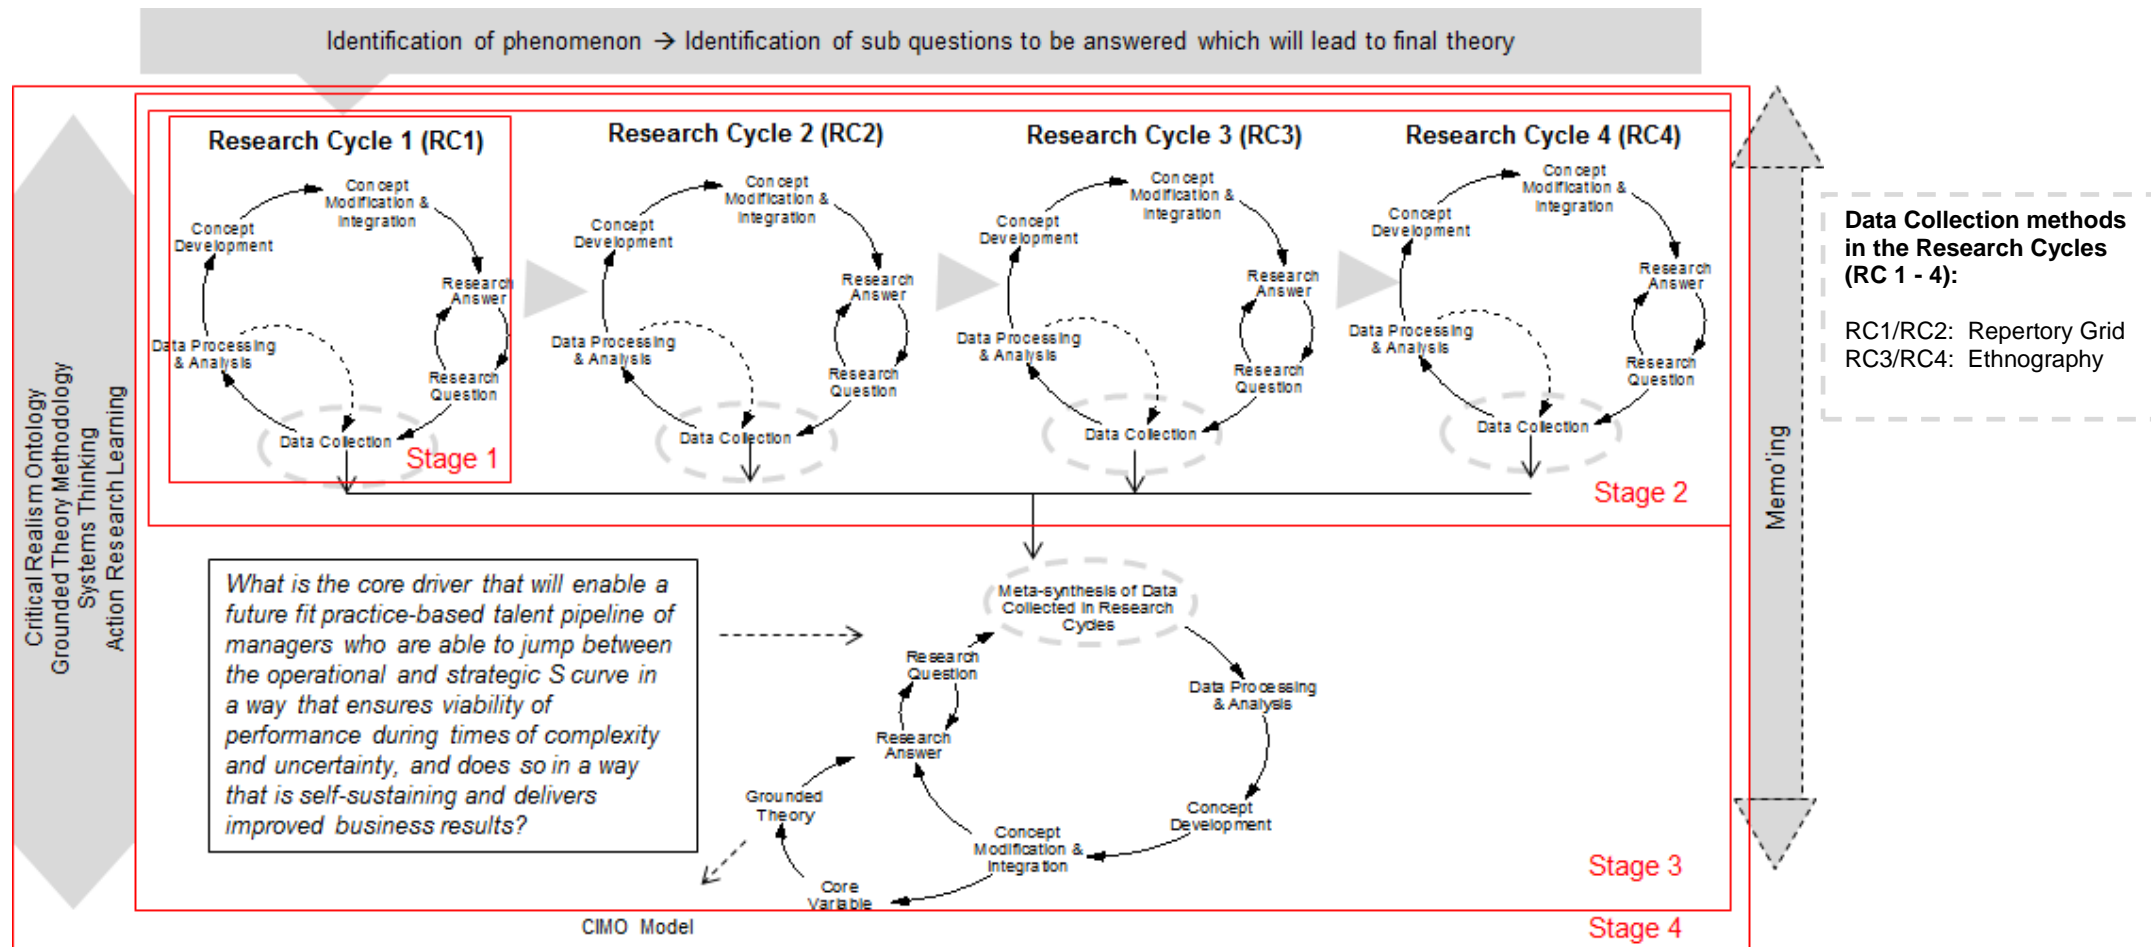 Identification of phenomenon → Identification of sub questions to be answered which will lead to final theory
Critical Realism Ontology
Grounded Theory Methodology
Systems Thinking
Action Research Learning
Research Cycle 1 (RC1)
Concept
Modification &
Integration
Concept
Development
Research
Answer
Data Processing
& Analysis
Research
Question
Data Collection
Stage 1
Research Cycle 2 (RC2)
Concept
Modification &
Integration
Concept
Development
Research
Answer
Data Processing
& Analysis
Research
Question
Data Collection
Research Cycle 3 (RC3)
Concept
Modification &
Integration
Concept
Development
Research
Answer
Data Processing
& Analysis
Research
Question
Data Collection
Research Cycle 4 (RC4)
Concept
Modification &
Integration
Concept
Development
Research
Answer
Data Processing
& Analysis
Research
Question
Data Collection
Stage 2
Memo'ing
Data Collection methods
in the Research Cycles
(RC 1 - 4):
RC1/RC2: Repertory Grid
RC3/RC4: Ethnography
What is the core driver that will enable a
future fit practice-based talent pipeline of
managers who are able to jump between
the operational and strategic S curve in
a way that ensures viability of
performance during times of complexity
and uncertainty, and does so in a way
that is self-sustaining and delivers
improved business results?
Meta-synthesis of Data
Collected in Research
Cycles
Research
Question
Data Processing
& Analysis
Research
Answer
Grounded
Theory
Concept
Development
Concept
Modification &
Integration
Core
Variable
Stage 3
CIMO Model
Stage 4